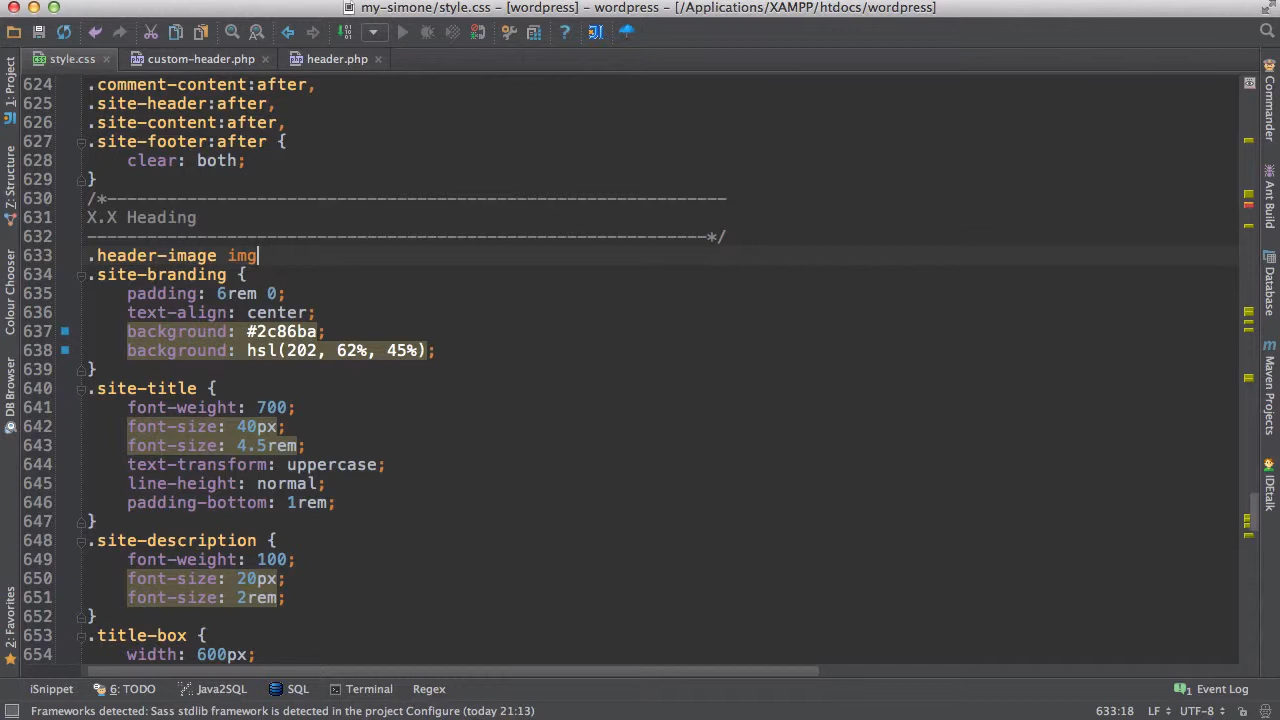 my-simone/style.css - [wordpress] - wordpress - [/Applications/XAMPP/htdocs/wordpress]
style.css
custom-header.php
header.php
1: Project
Z: Structure
Colour Chooser
DB Browser
2: Favorites
624 .comment-content:after,
625 .site-header:after,
626 .site-content:after,
627 .site-footer:after {
628 clear: both;
629 }
630 /*--------------------------------------------------------------
631 X.X Heading
632 --------------------------------------------------------------*/
633 .header-image img
634 .site-branding {
635 padding: 6rem 0;
636 text-align: center;
637 background: #2c86ba;
638 background: hsl(202, 62%, 45%);
639 }
640 .site-title {
641 font-weight: 700;
642 font-size: 40px;
643 font-size: 4.5rem;
644 text-transform: uppercase;
645 line-height: normal;
646 padding-bottom: 1rem;
647 }
648 .site-description {
649 font-weight: 100;
650 font-size: 20px;
651 font-size: 2rem;
652 }
653 .title-box {
654 width: 600px;
Commander
Ant Build
Database
Maven Projects
IDEtalk
iSnippet
6: TODO
Java2SQL
SQL
Terminal
Regex
1 Event Log
Frameworks detected: Sass stdlib framework is detected in the project Configure (today 21:13)
633:18
LF
UTF-8